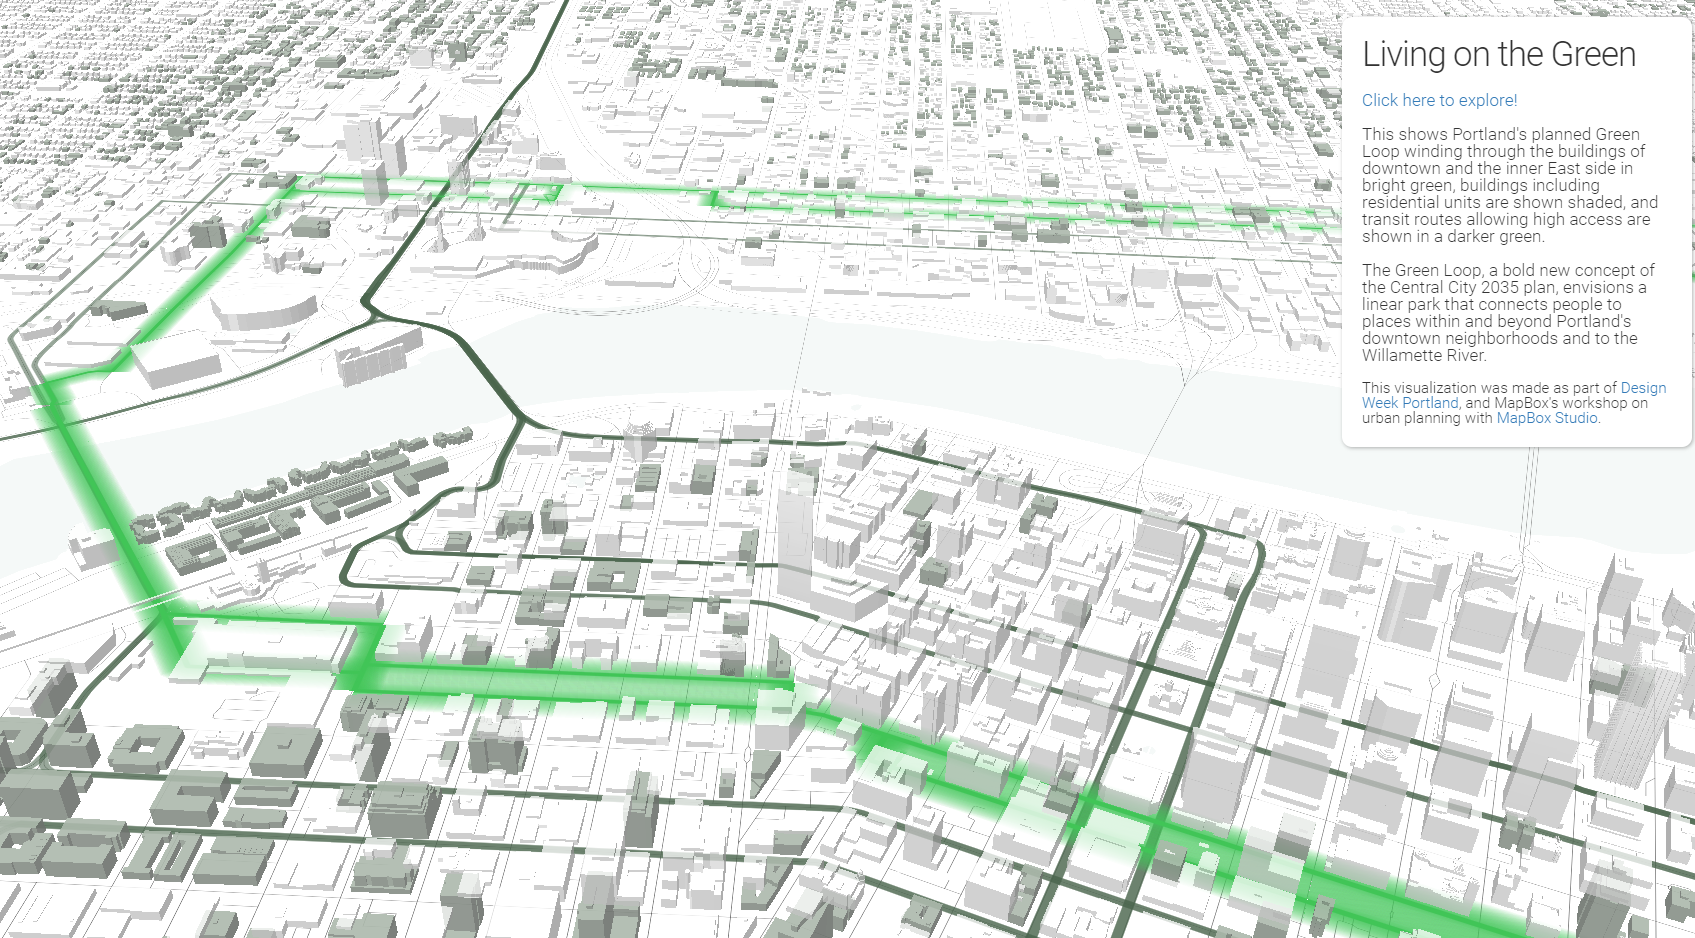 Living on the Green
Click here to explore!
This shows Portland's planned Green
Loop winding through the buildings of
downtown and the inner East side in
bright green, buildings including
residential units are shown shaded, and
transit routes allowing high access are
shown in a darker green.
The Green Loop, a bold new concept of
the Central City 2035 plan, envisions a
linear park that connects people to
places within and beyond Portland's
downtown neighborhoods and to the
Willamette River.
This visualization was made as part of Design
Week Portland, and MapBox's workshop on
urban planning with MapBox Studio.